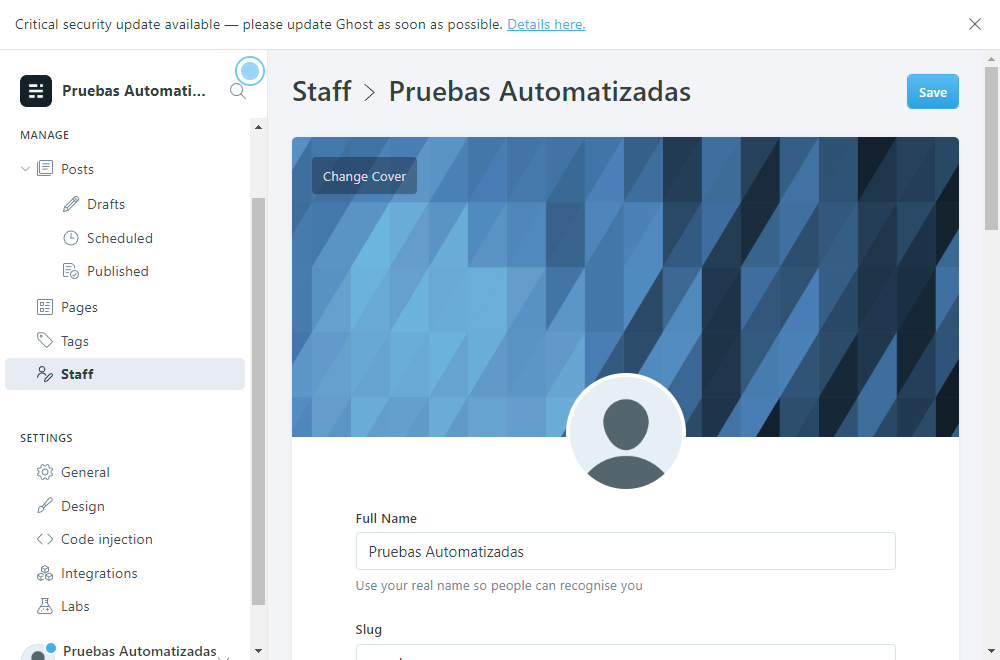 Critical security update available — please update Ghost as soon as possible. Details here.
Pruebas Automati...
Staff > Pruebas Automatizadas
Save
MANAGE
Posts
Change Cover
Drafts
Scheduled
Published
Pages
Tags
Staff
SETTINGS
General
Design
Code injection
Integrations
Labs
Pruebas Automatizadas
Full Name
Pruebas Automatizadas
Use your real name so people can recognise you
Slug